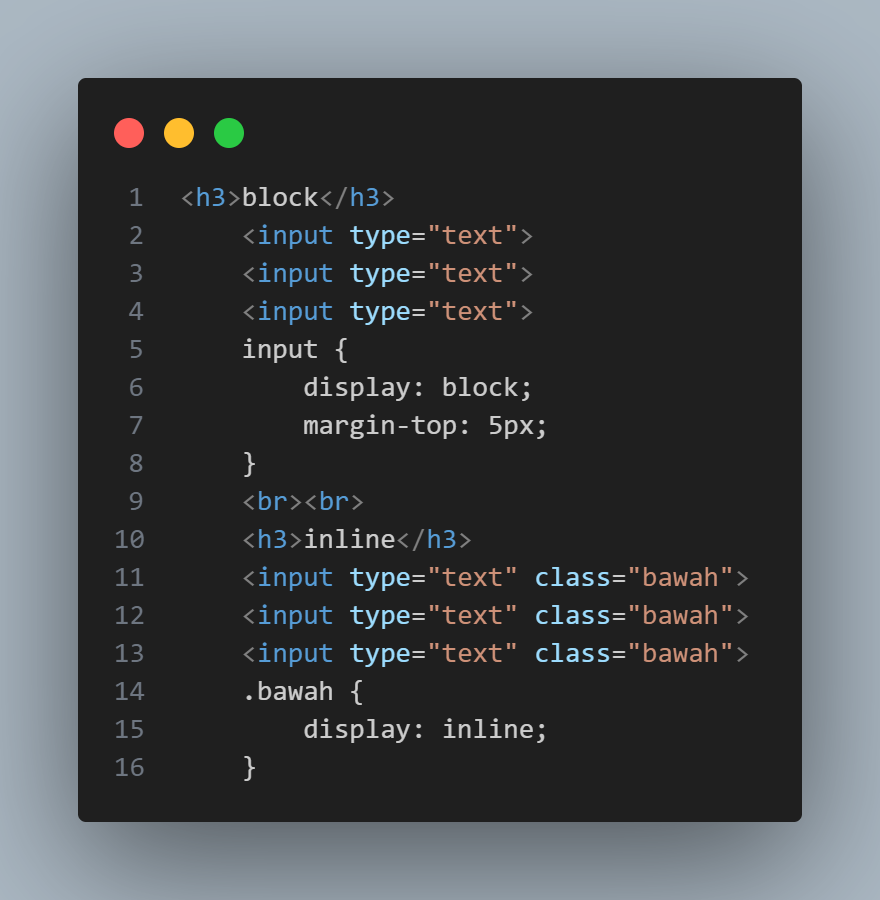 1 <h3>block</h3>
2     <input type="text">
3     <input type="text">
4     <input type="text">
5     input {
6         display: block;
7         margin-top: 5px;
8     }
9     <br><br>
10     <h3>inline</h3>
11     <input type="text" class="bawah">
12     <input type="text" class="bawah">
13     <input type="text" class="bawah">
14     .bawah {
15         display: inline;
16     }